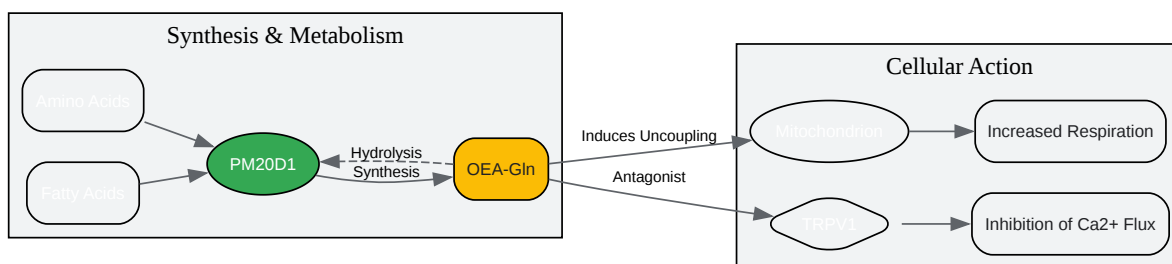 Synthesis & Metabolism
Amino Acids
Fatty Acids
PM20D1
Hydrolysis
Synthesis
OEA-Gln
Induces Uncoupling
Antagonist
Cellular Action
Mitochondrion
Increased Respiration
TRPV1
Inhibition of Ca2+ Flux